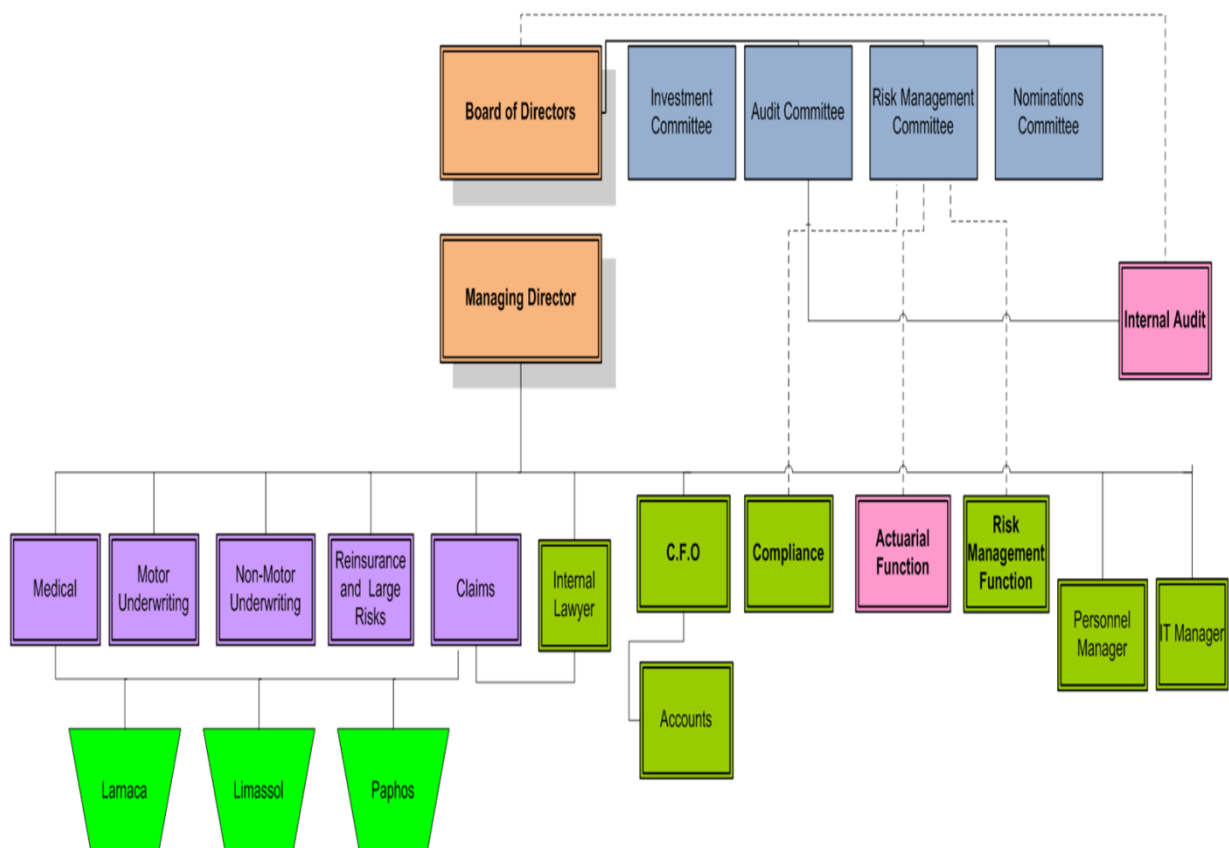 Board of Directors
Investment
Committee
Audit Committee
Risk Management
Committee
Nominations
Committee
Managing Director
Internal Audit
Medical
Motor
Underwriting
Non-Motor
Underwriting
Reinsurance
and Large
Risks
Claims
Internal
Lawyer
C.F.O
Compliance
Actuarial
Function
Risk
Management
Function
Personnel
Manager
IT Manager
Accounts
Larnaca
Limassol
Paphos